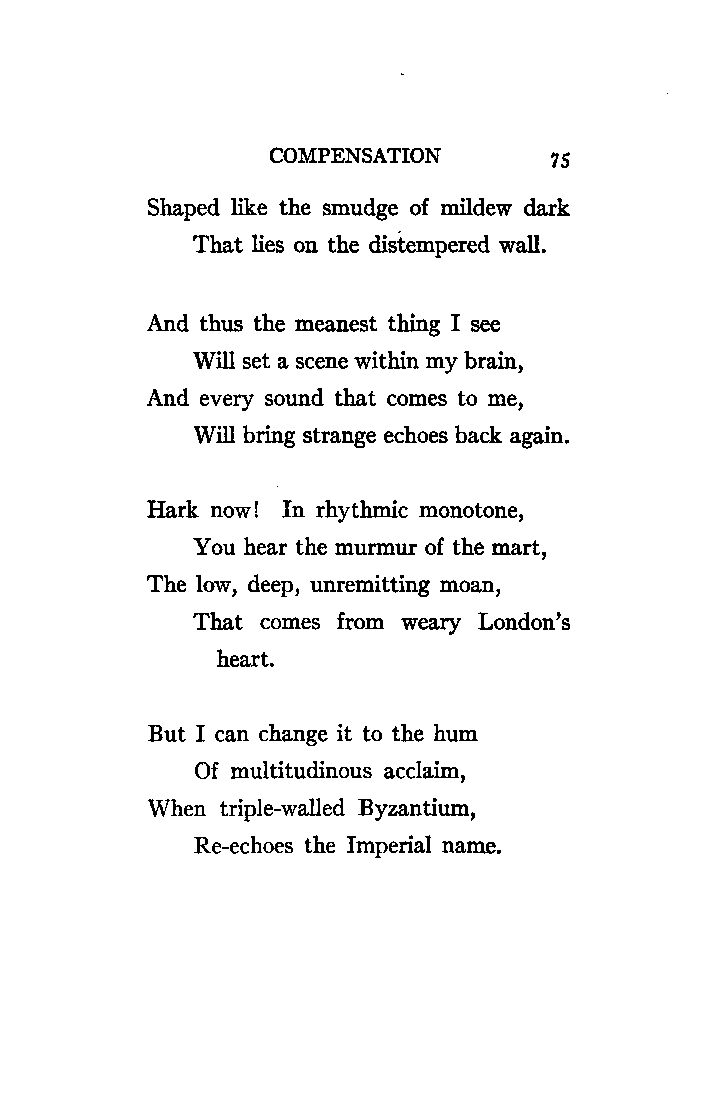 COMPENSATION 75
Shaped like the smudge of mildew dark
That lies on the distempered wall.
And thus the meanest thing I see
Will set a scene within my brain,
And every sound that comes to me,
Will bring strange echoes back again.
Hark now! In rhythmic monotone,
You hear the murmur of the mart,
The low, deep, unremitting moan,
That comes from weary London's
heart.
But I can change it to the hum
Of multitudinous acclaim,
When triple-walled Byzantium,
Re-echoes the Imperial name.